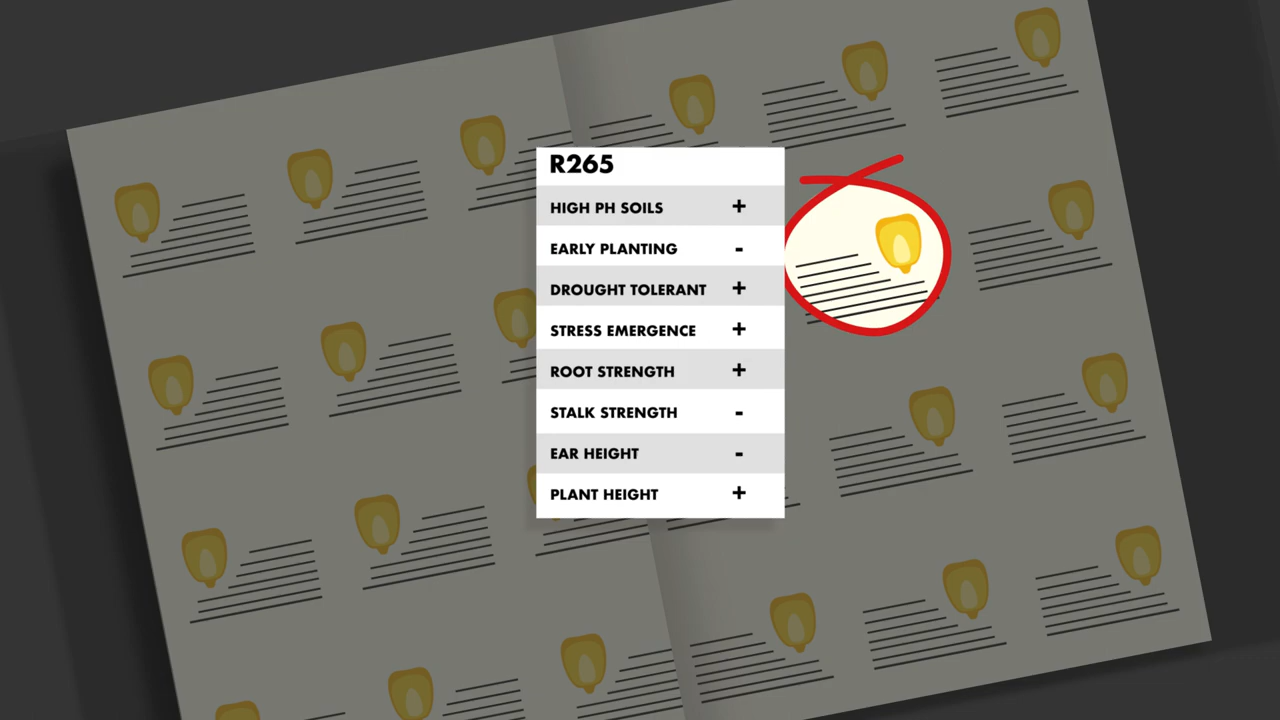 R265
HIGH PH SOILS +
EARLY PLANTING -
DROUGHT TOLERANT +
STRESS EMERGENCE +
ROOT STRENGTH +
STALK STRENGTH -
EAR HEIGHT -
PLANT HEIGHT +